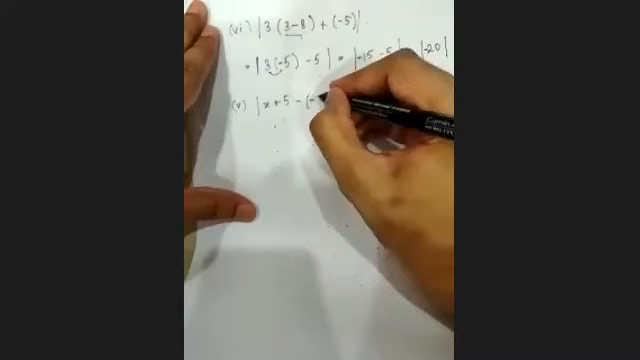 (vi) |3 (3-8) + (-5)|
= |3 (-5) - 5| = |-15 - 5| |-20|
(v) |x + 5 - (-